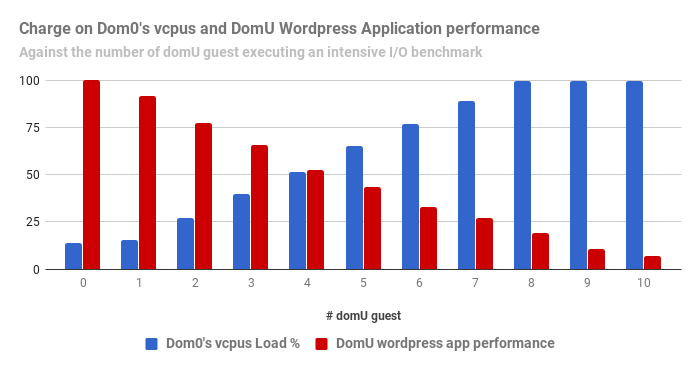 Charge on Dom0's vcpus and DomU Wordpress Application performance
Against the number of domU guest executing an intensive I/O benchmark
100
75
50
25
0
0 1 2 3 4 5 6 7 8 9 10
# domU guest
Dom0's vcpus Load % DomU wordpress app performance